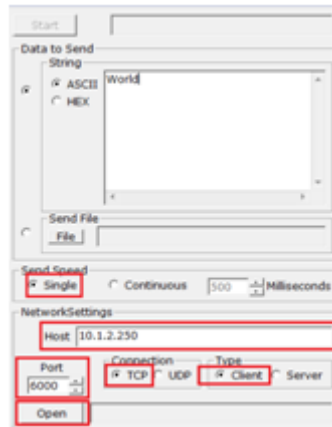 Start
Data to Send
String
ASCII
HEX
World
Send File
File
Send Speed
Single Continuous 500 Milliseconds
NetworkSettings
Host 10.1.2.250
Port
6000
Connection
TCP UDP
Type
Client Server
Open